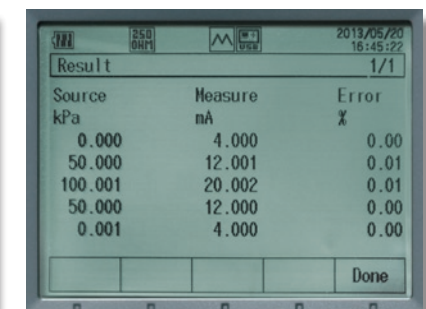 250 2013/05/20
OHM USB 16:45:22
Result 1/1
Source Measure Error
kPa mA %
0.000 4.000 0.00
50.000 12.001 0.01
100.001 20.002 0.01
50.000 12.000 0.00
0.001 4.000 0.00
Done